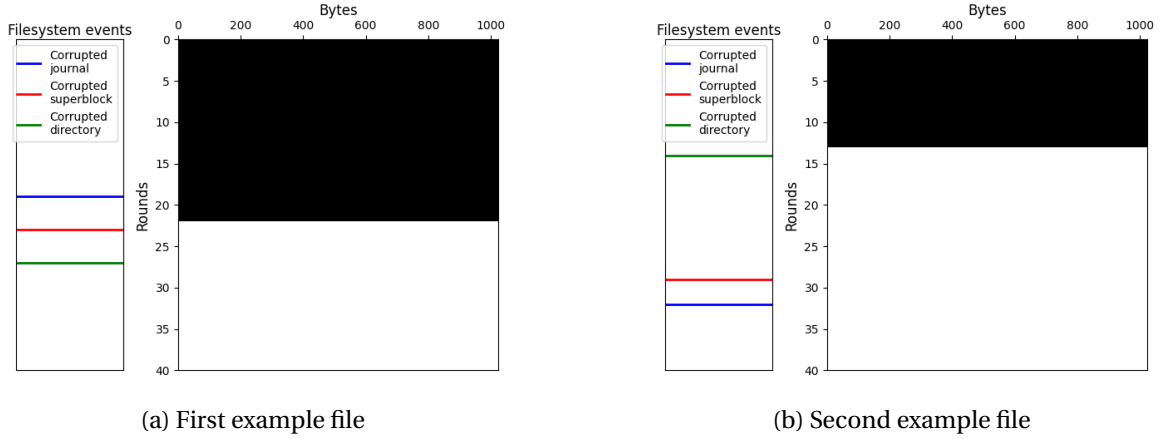 Bytes
0 200 400 600 800 1000
Filesystem events
Corrupted
journal
Corrupted
superblock
Corrupted
directory
Rounds
0
5
10
15
20
25
30
35
40
(a) First example file
Bytes
0 200 400 600 800 1000
Filesystem events
Corrupted
journal
Corrupted
superblock
Corrupted
directory
Rounds
0
5
10
15
20
25
30
35
40
(b) Second example file